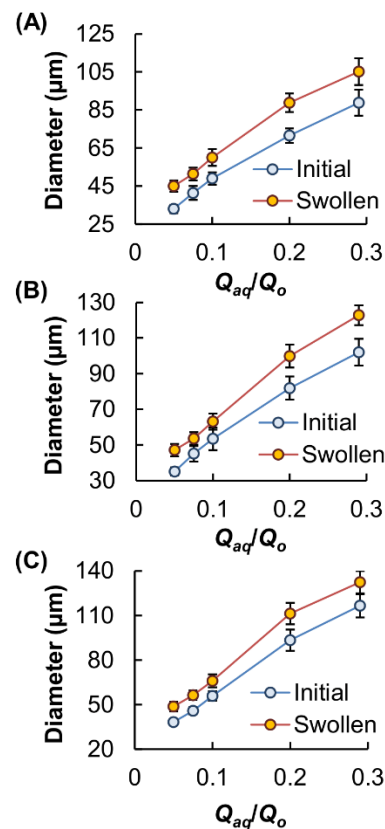 (A)
Diameter (µm)
125
105
85
65
45
25
Initial
Swollen
0 0.1 0.2 0.3
Qaq/Qo
(B)
Diameter (µm)
130
110
90
70
50
30
Initial
Swollen
0 0.1 0.2 0.3
Qaq/Qo
(C)
Diameter (µm)
140
110
80
50
20
Initial
Swollen
0 0.1 0.2 0.3
Qaq/Qo